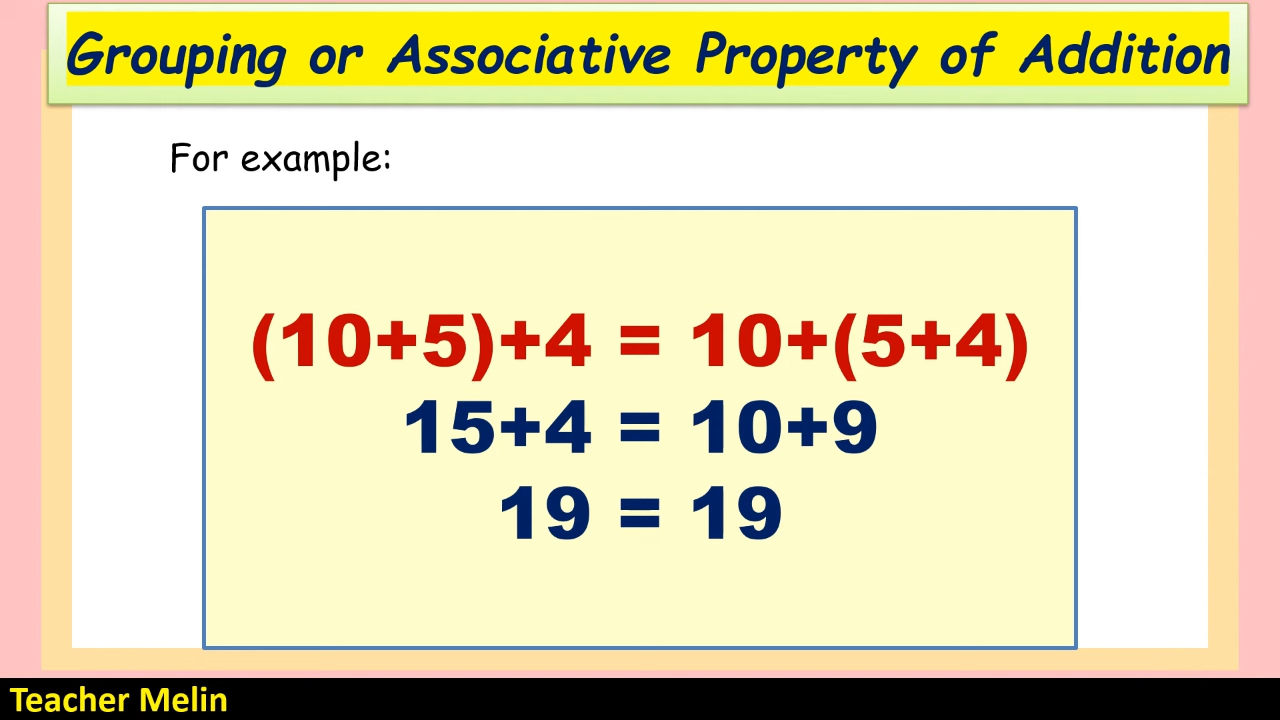 Grouping or Associative Property of Addition
For example:
(10+5)+4 = 10+(5+4)
15+4 = 10+9
19 = 19
Teacher Melin